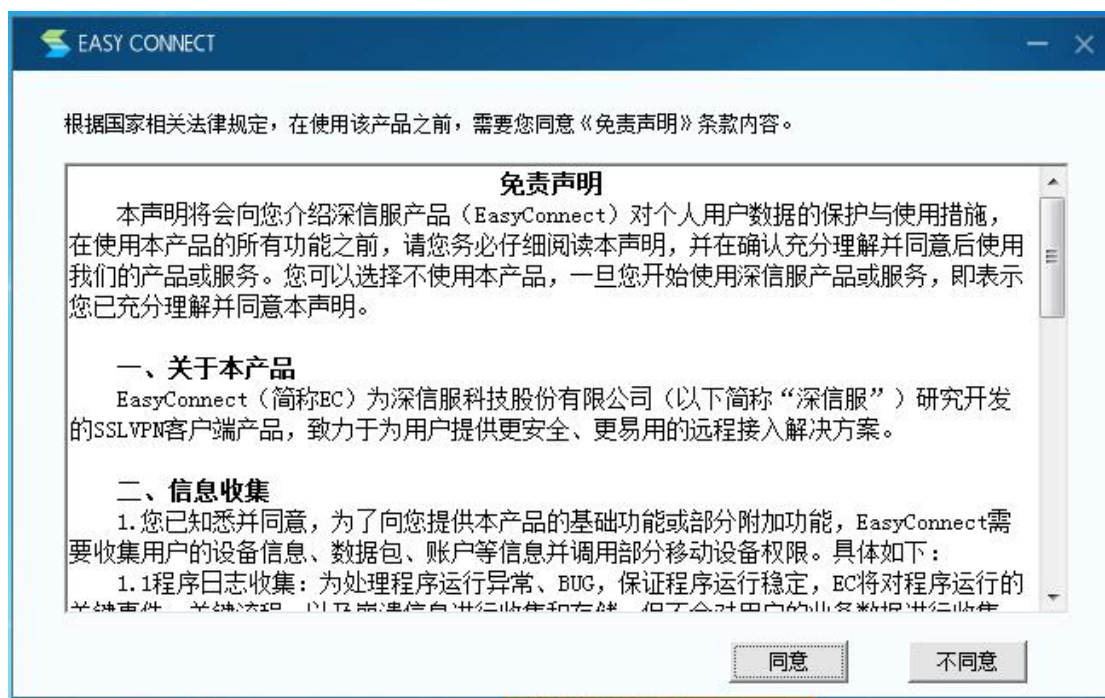 EASY CONNECT
根据国家相关法律规定，在使用该产品之前，需要您同意《免责声明》条款内容。
免责声明
本声明将会向您介绍深信服产品（EasyConnect）对个人用户数据的保护与使用措施，
在使用本产品的所有功能之前，请您务必仔细阅读本声明，并在确认充分理解并同意后使用
我们的产品或服务。您可以选择不使用本产品，一旦您开始使用深信服产品或服务，即表示
您已充分理解并同意本声明。
一、关于本产品
EasyConnect（简称EC）为深信服科技股份有限公司（以下简称“深信服”）研究开发
的SSLVPN客户端产品，致力于为用户提供更安全、更易用的远程接入解决方案。
二、信息收集
1.您已知悉并同意，为了向您提供本产品的基础功能或部分附加功能，EasyConnect需
要收集用户的设备信息、数据包、账户等信息并调用部分移动设备权限。具体如下：
1.1程序日志收集：为处理程序运行异常、BUG，保证程序运行稳定，EC将对程序运行的
同意
不同意